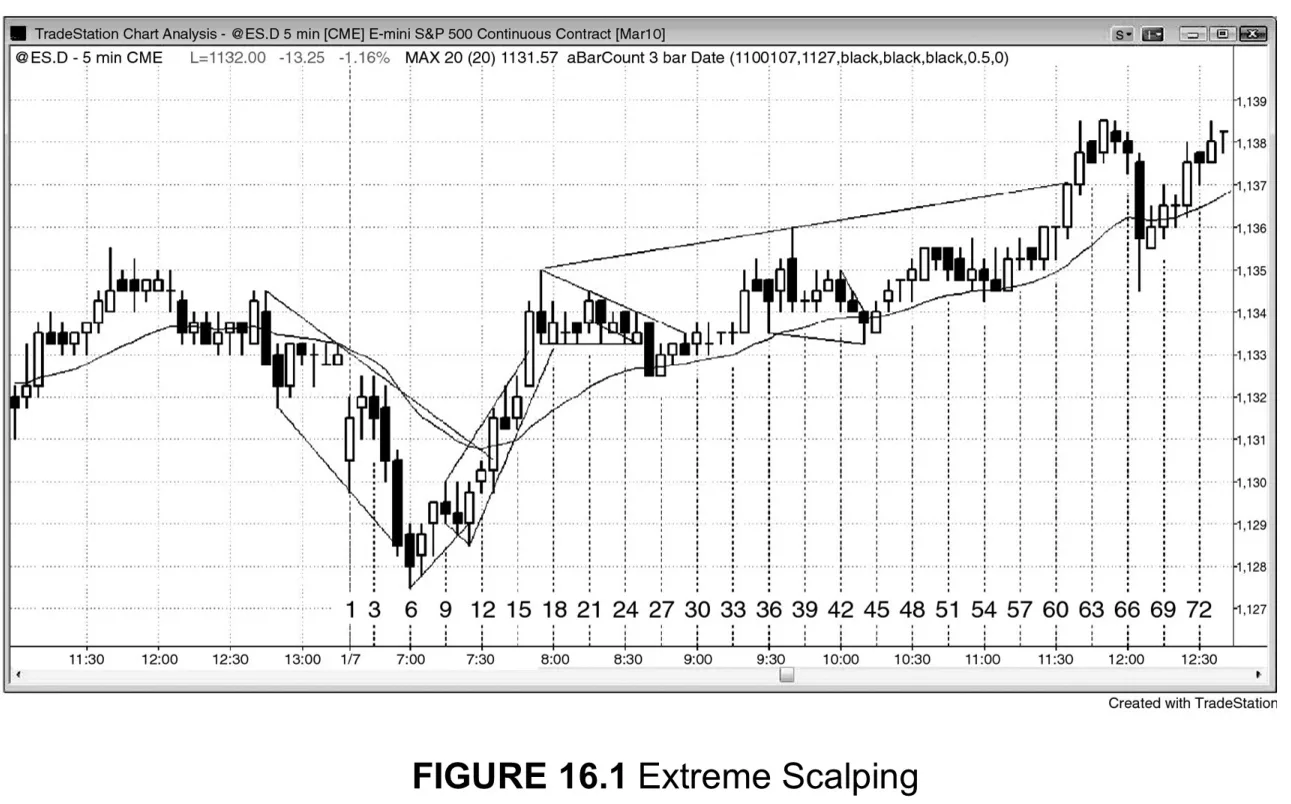 TradeStation Chart Analysis - @ES.D 5 min [CME] E-mini S&P 500 Continuous Contract [Mar10]
@ES.D - 5 min CME L=1132.00 -13.25 -1.16% MAX 20 (20) 1131.57 aBarCount 3 bar Date (1100107,1127,black,black,black,0.5,0)
1,139
1,138
1,137
1,136
1,135
1,134
1,133
1,132
1,131
1,130
1,129
1,128
1,127
1 3 6 9 12 15 18 21 24 27 30 33 36 39 42 45 48 51 54 57 60 63 66 69 72
11:30 12:00 12:30 13:00 1/7 7:00 7:30 8:00 8:30 9:00 9:30 10:00 10:30 11:00 11:30 12:00 12:30
Created with TradeStation
FIGURE 16.1 Extreme Scalping